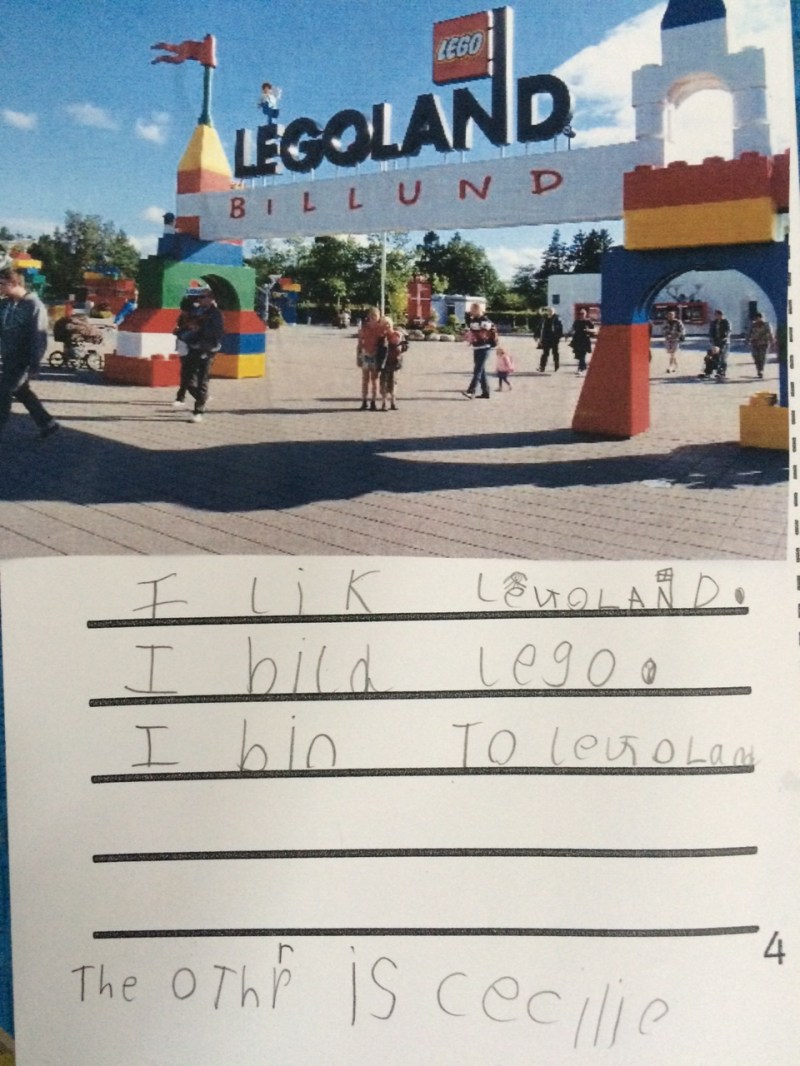 LEGO
LEGOLAND
BILLUND
I lik LEGOLAND.
I bild lego.
I bin To legoLand
4
The OThr is cecilie